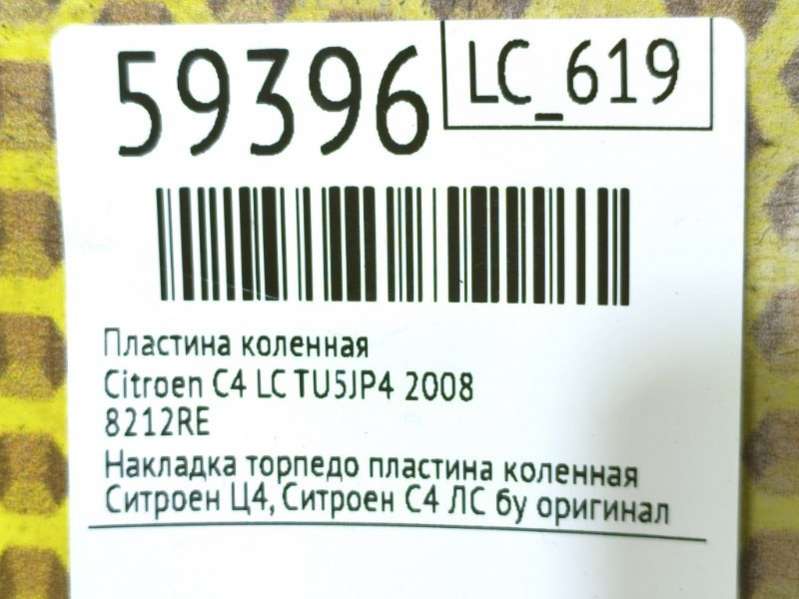 59396
LC_619
Пластина коленная
Citroen C4 LC TU5JP4 2008
8212RE
Накладка торпедо пластина коленная
Ситроен Ц4, Ситроен С4 ЛС бу оригинал